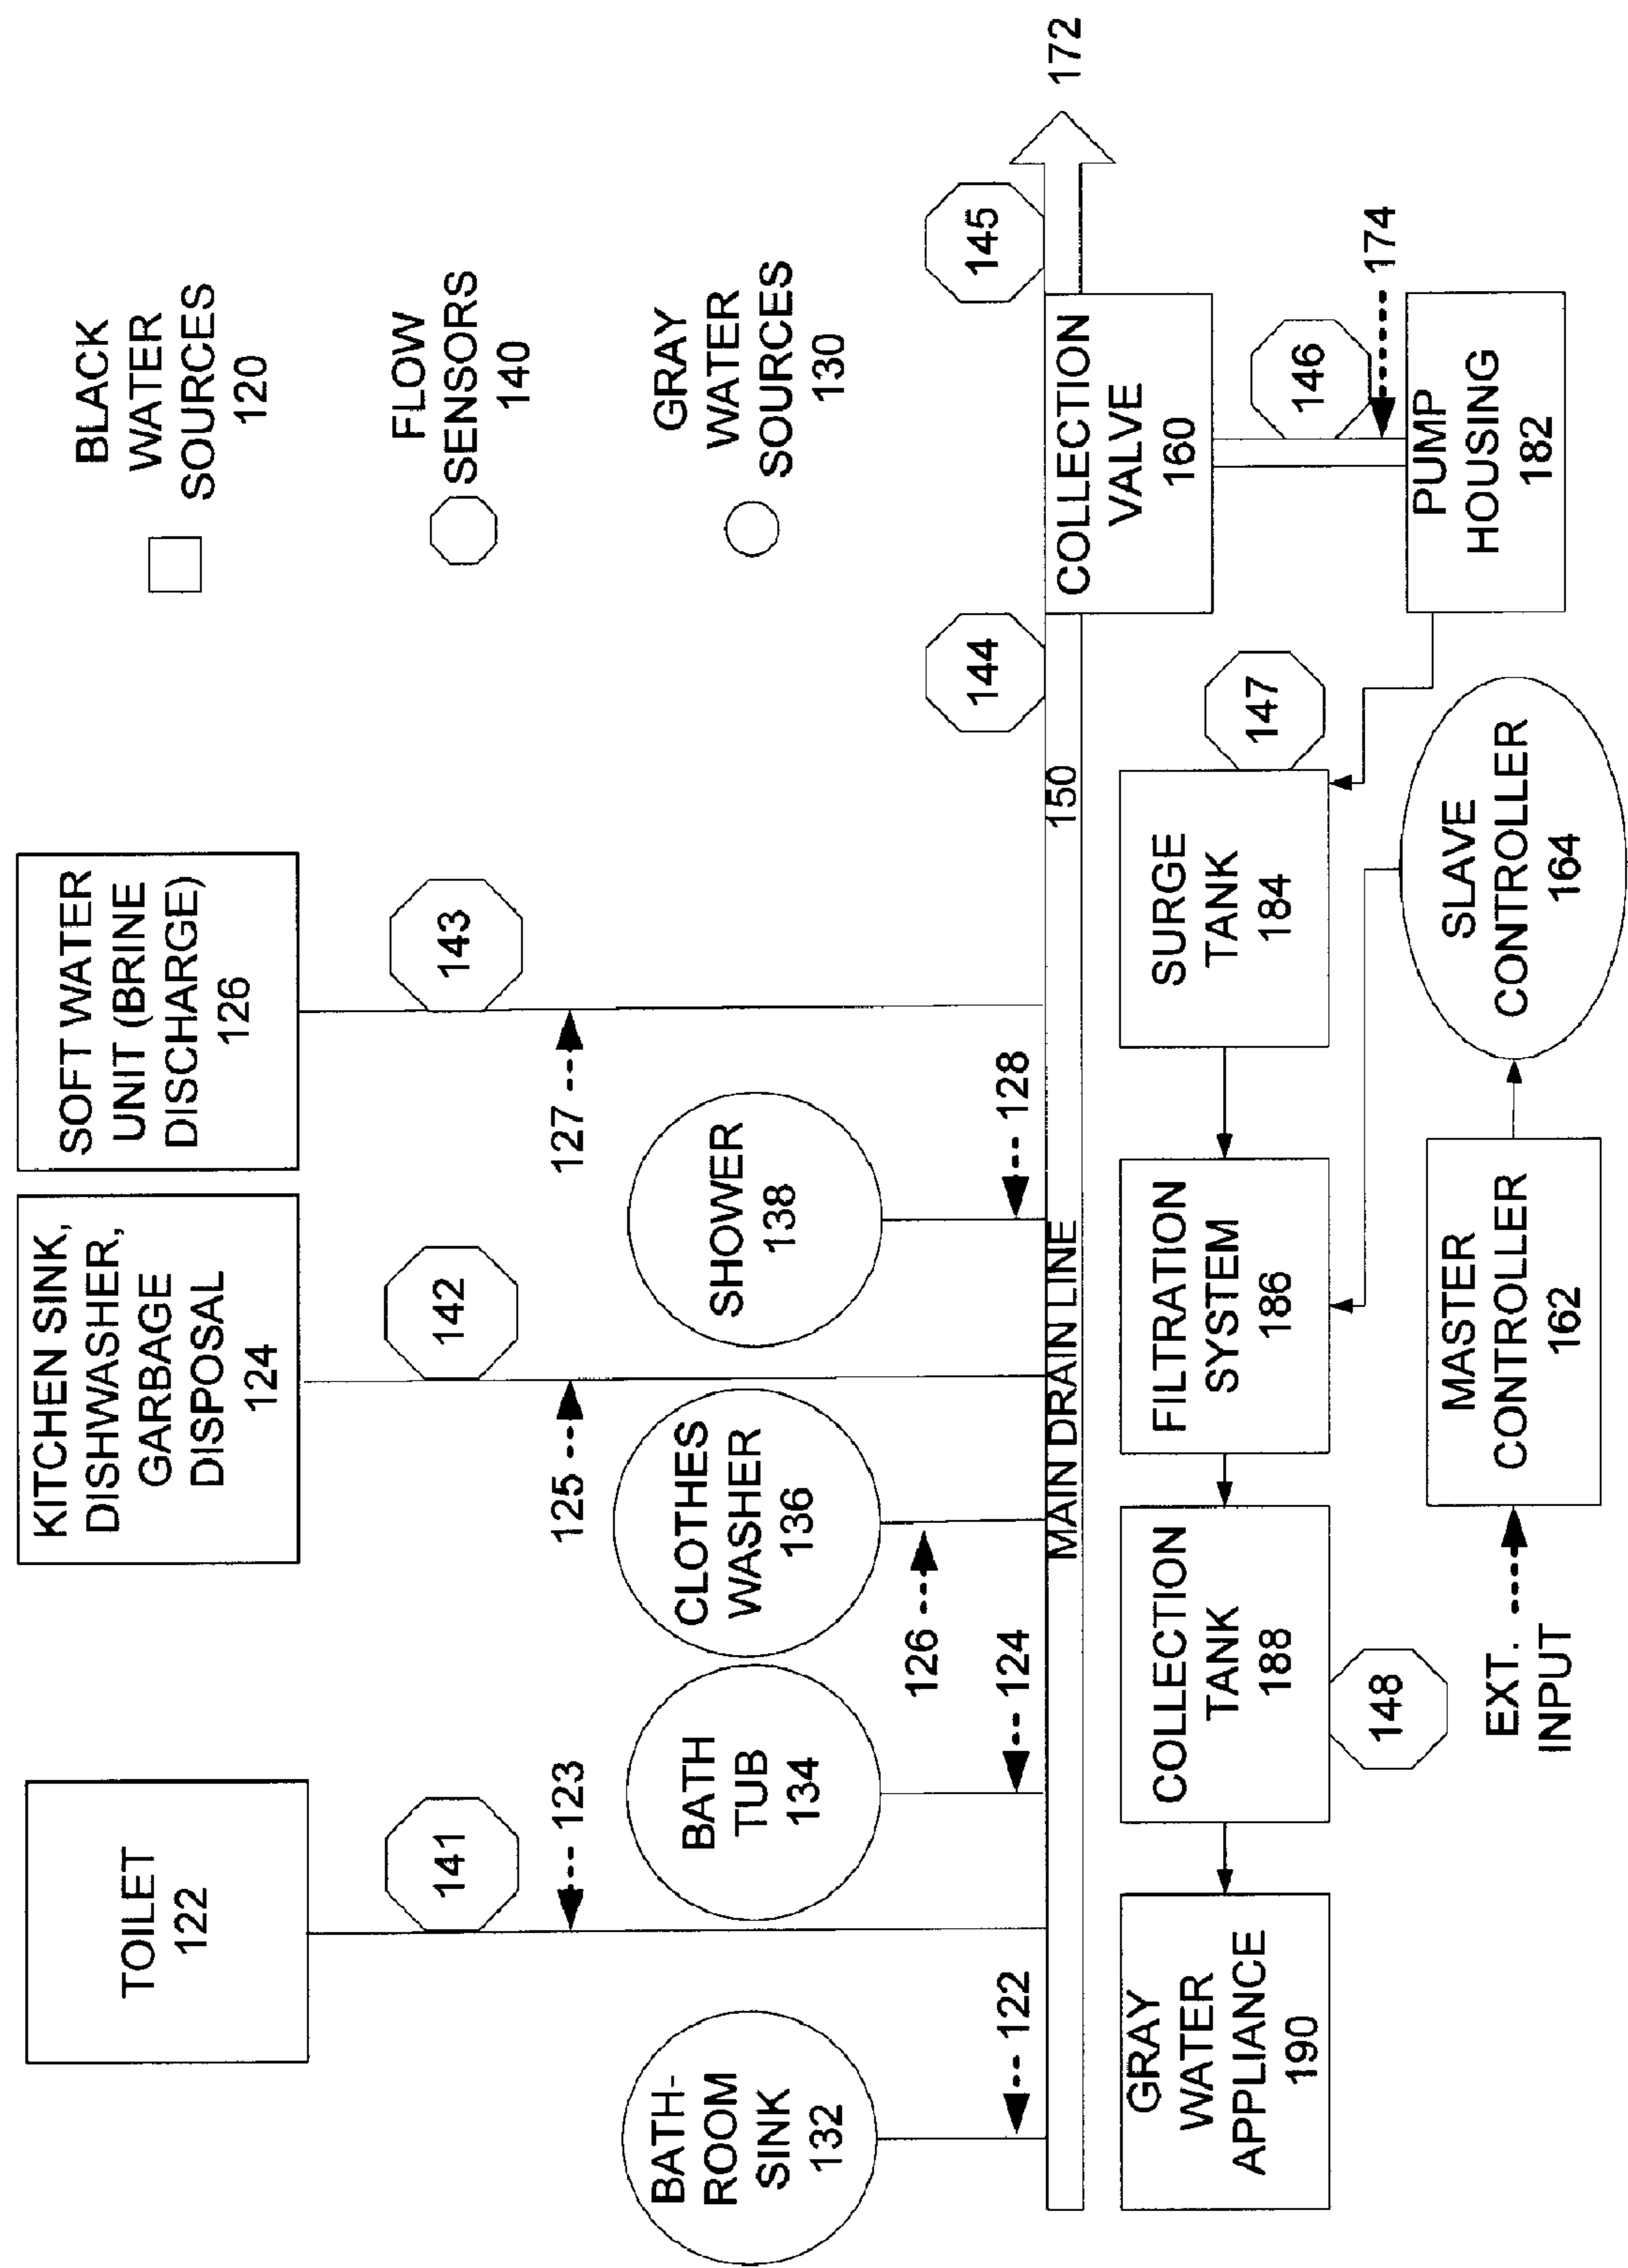 BLACK
WATER
SOURCES
120
FLOW
SENSORS
140
GRAY
WATER
SOURCES
130
TOILET
122
KITCHEN SINK,
DISHWASHER,
GARBAGE
DISPOSAL
124
SOFT WATER
UNIT (BRINE
DISCHARGE)
126
141
142
143
123
125
127
BATH-
ROOM
SINK
132
BATH
TUB
134
CLOTHES
WASHER
136
SHOWER
138
122
124
126
128
144
145
172
MAIN DRAIN LINE
150
COLLECTION
VALVE
160
146
174
PUMP
HOUSING
182
147
SURGE
TANK
184
FILTRATION
SYSTEM
186
COLLECTION
TANK
188
148
GRAY
WATER
APPLIANCE
190
EXT.
INPUT
MASTER
CONTROLLER
162
SLAVE
CONTROLLER
164